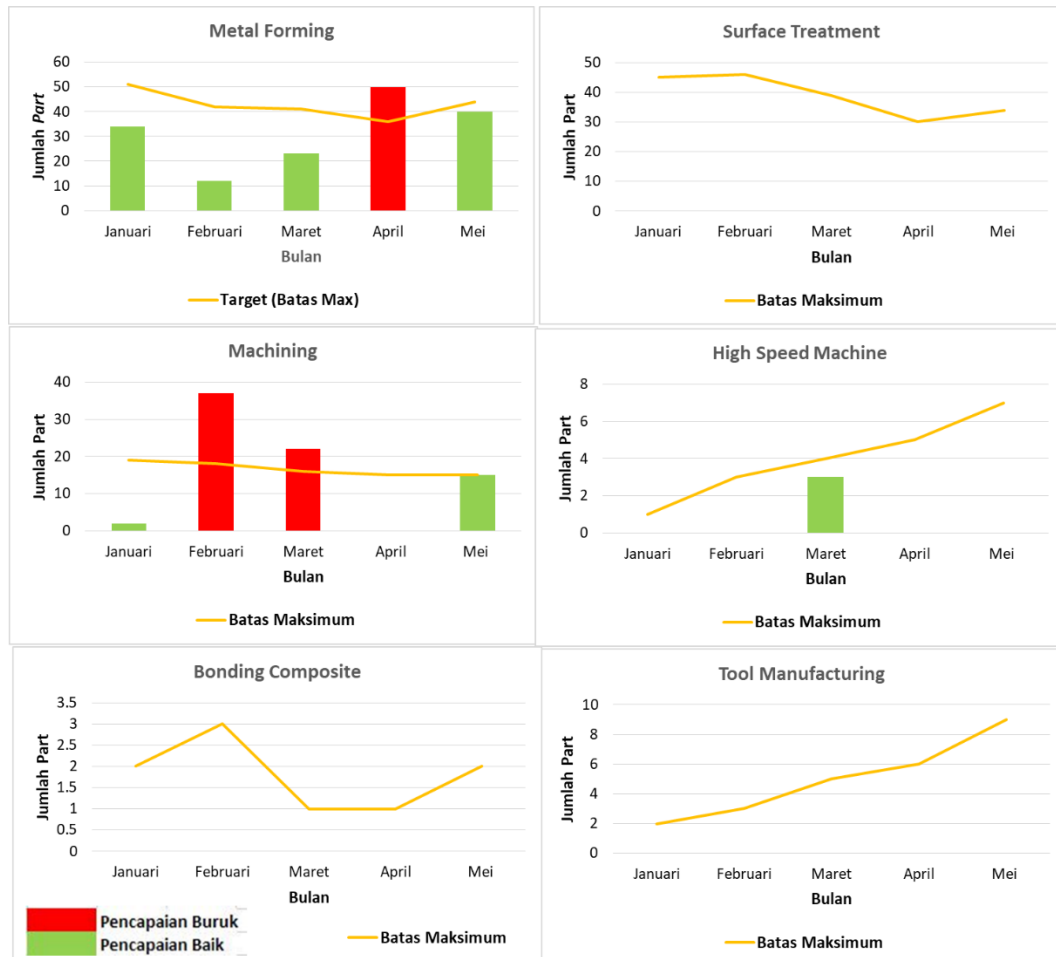 Metal Forming
60
50
40
30
20
10
0
Jumlah Part
Januari Februari Maret April Mei
Bulan
Target (Batas Max)
Surface Treatment
50
40
30
20
10
0
Jumlah Part
Januari Februari Maret April Mei
Bulan
Batas Maksimum
Machining
40
30
20
10
0
Jumlah Part
Januari Februari Maret April Mei
Bulan
Batas Maksimum
High Speed Machine
8
6
4
2
0
Jumlah Part
Januari Februari Maret April Mei
Bulan
Batas Maksimum
Bonding Composite
3.5
3
2.5
2
1.5
1
0.5
0
Jumlah Part
Januari Februari Maret April Mei
Bulan
Pencapaian Buruk
Pencapaian Baik
Batas Maksimum
Tool Manufacturing
10
8
6
4
2
0
Jumlah Part
Januari Februari Maret April Mei
Bulan
Batas Maksimum